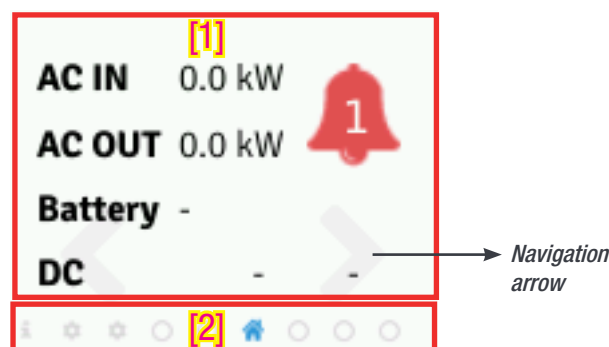 [1]
AC IN 0.0 kW
1
AC OUT 0.0 kW
Battery -
DC - -
Navigation
arrow
[2]